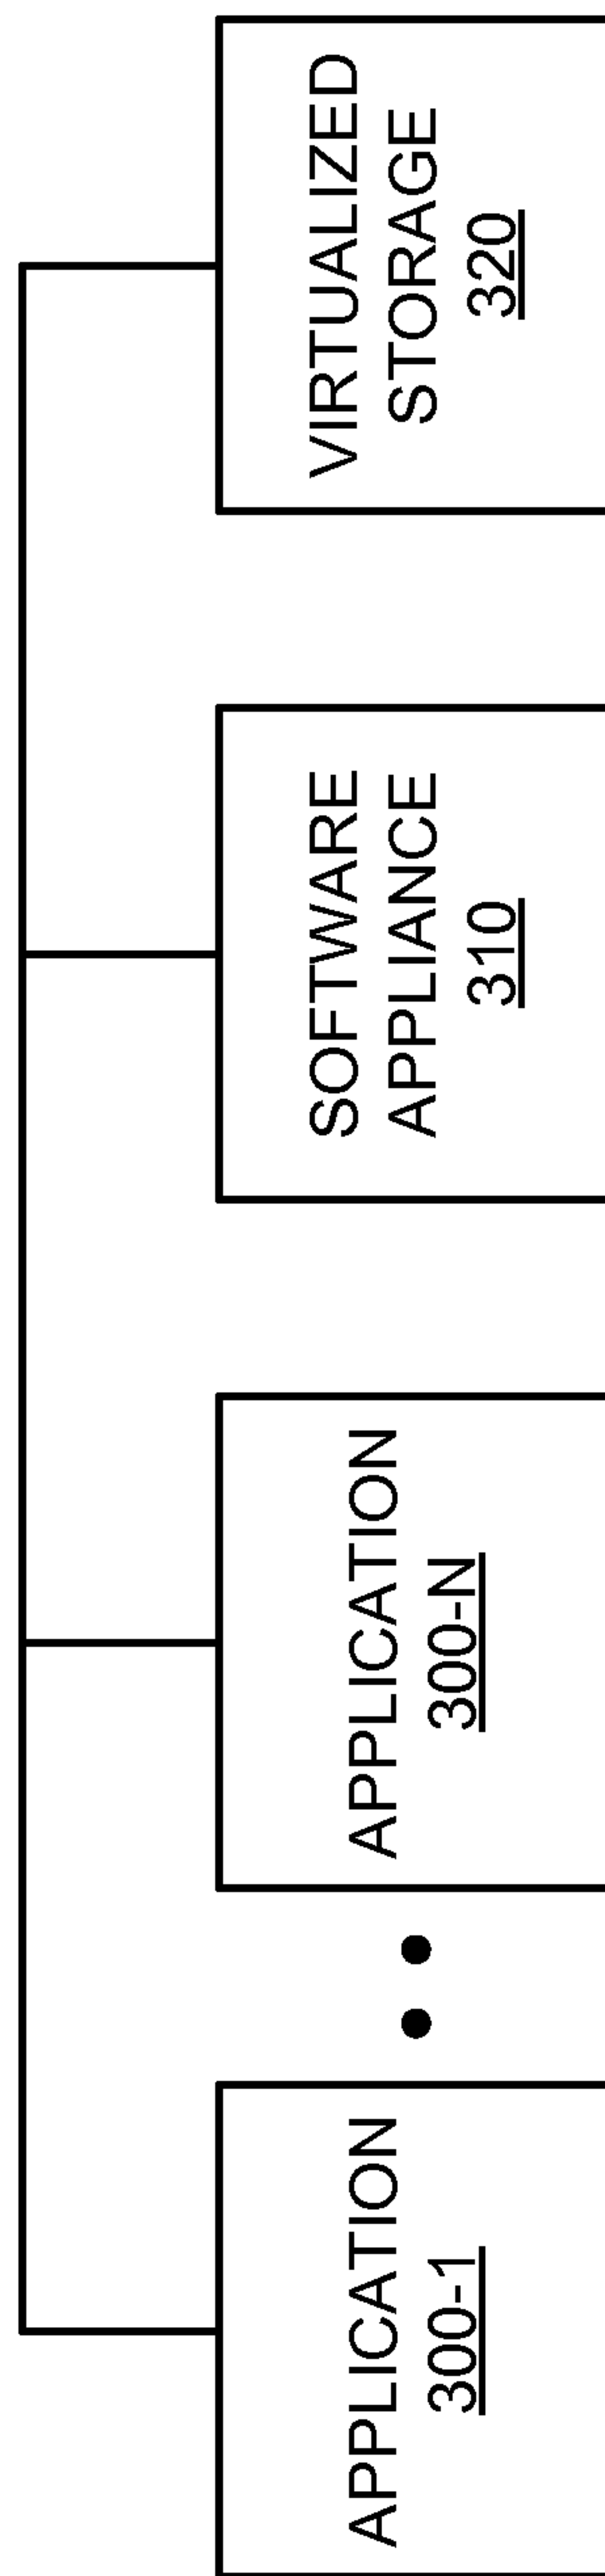 APPLICATION
300-1
APPLICATION
300-N
SOFTWARE
APPLIANCE
310
VIRTUALIZED
STORAGE
320